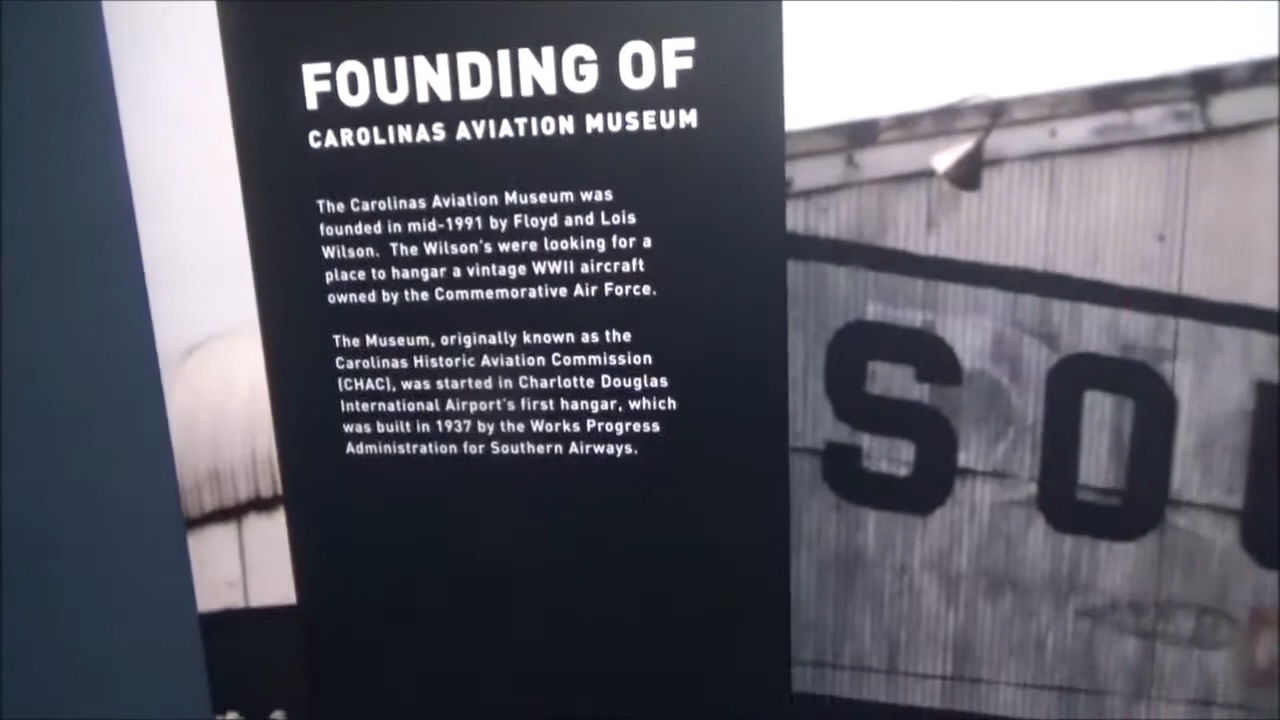 FOUNDING OF
CAROLINAS AVIATION MUSEUM
The Carolinas Aviation Museum was
founded in mid-1991 by Floyd and Lois
Wilson.  The Wilson's were looking for a
place to hangar a vintage WWII aircraft
owned by the Commemorative Air Force.
The Museum, originally known as the
Carolinas Historic Aviation Commission
(CHAC), was started in Charlotte Douglas
International Airport's first hangar, which
was built in 1937 by the Works Progress
Administration for Southern Airways.
SO